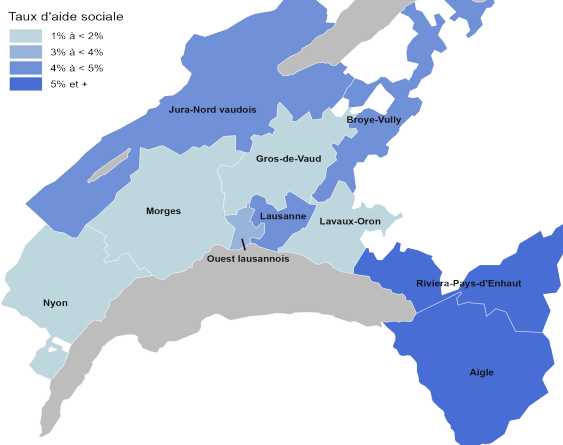 Taux d'aide sociale
1% à < 2%
3% à < 4%
4% à < 5%
5% et +
Jura-Nord vaudois
Broye-Vully
Gros-de-Vaud
Morges
Lausanne
Lavaux-Oron
Ouest lausannois
Riviera-Pays-d'Enhaut
Nyon
Aigle